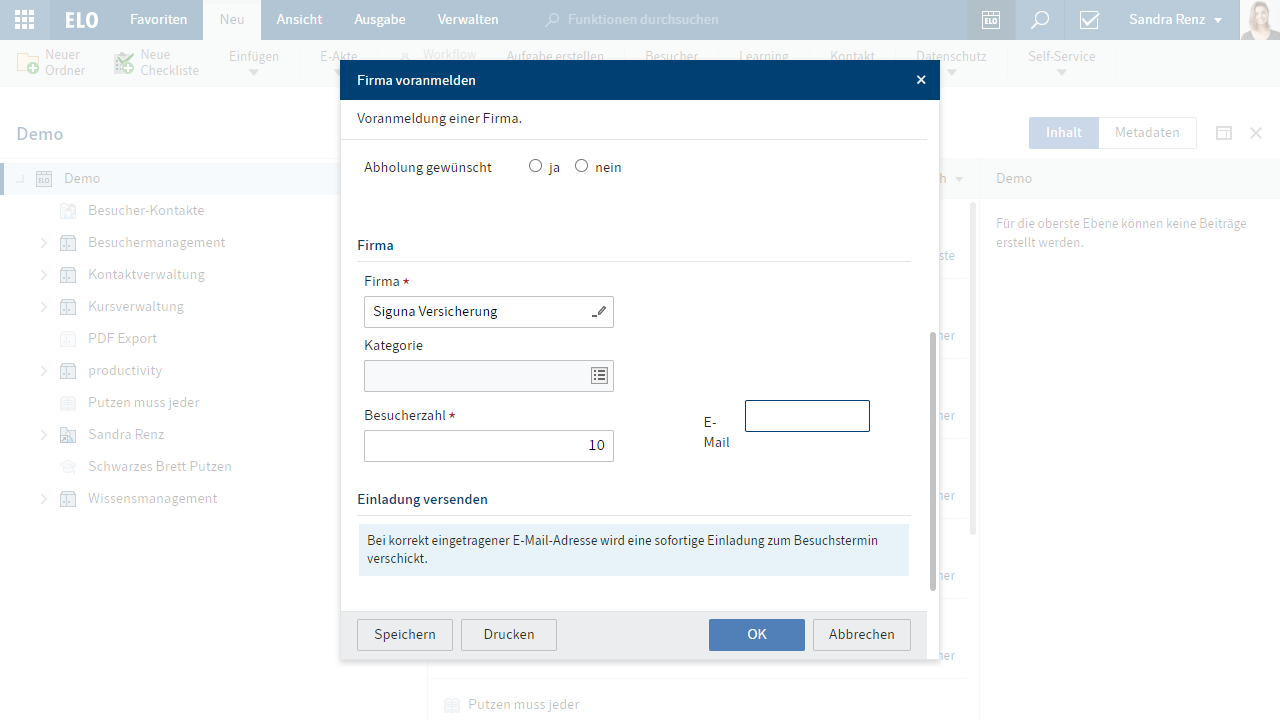 ELO Favoriten Neu Ansicht Ausgabe Verwalten Funktionen durchsuchen ELO Sandra Renz
Neuer Ordner
Neue Checkliste
Einfügen
E-Akte
Workflow
Aufgabe erstellen
Besucher
Learning
Kontakt
Datenschutz
Self-Service
Demo
Inhalt Metadaten
Demo
Besucher-Kontakte
Besuchermanagement
Kontaktverwaltung
Kursverwaltung
PDF Export
productivity
Putzen muss jeder
Sandra Renz
Schwarzes Brett Putzen
Wissensmanagement
Firma voranmelden
Voranmeldung einer Firma.
Abholung gewünscht ja nein
Firma
Firma *
Siguna Versicherung
Kategorie
Besucherzahl *
10
E-
Mail
Einladung versenden
Bei korrekt eingetragener E-Mail-Adresse wird eine sofortige Einladung zum Besuchstermin
verschickt.
Speichern Drucken OK Abbrechen
Putzen muss jeder
Demo
Für die oberste Ebene können keine Beiträge
erstellt werden.